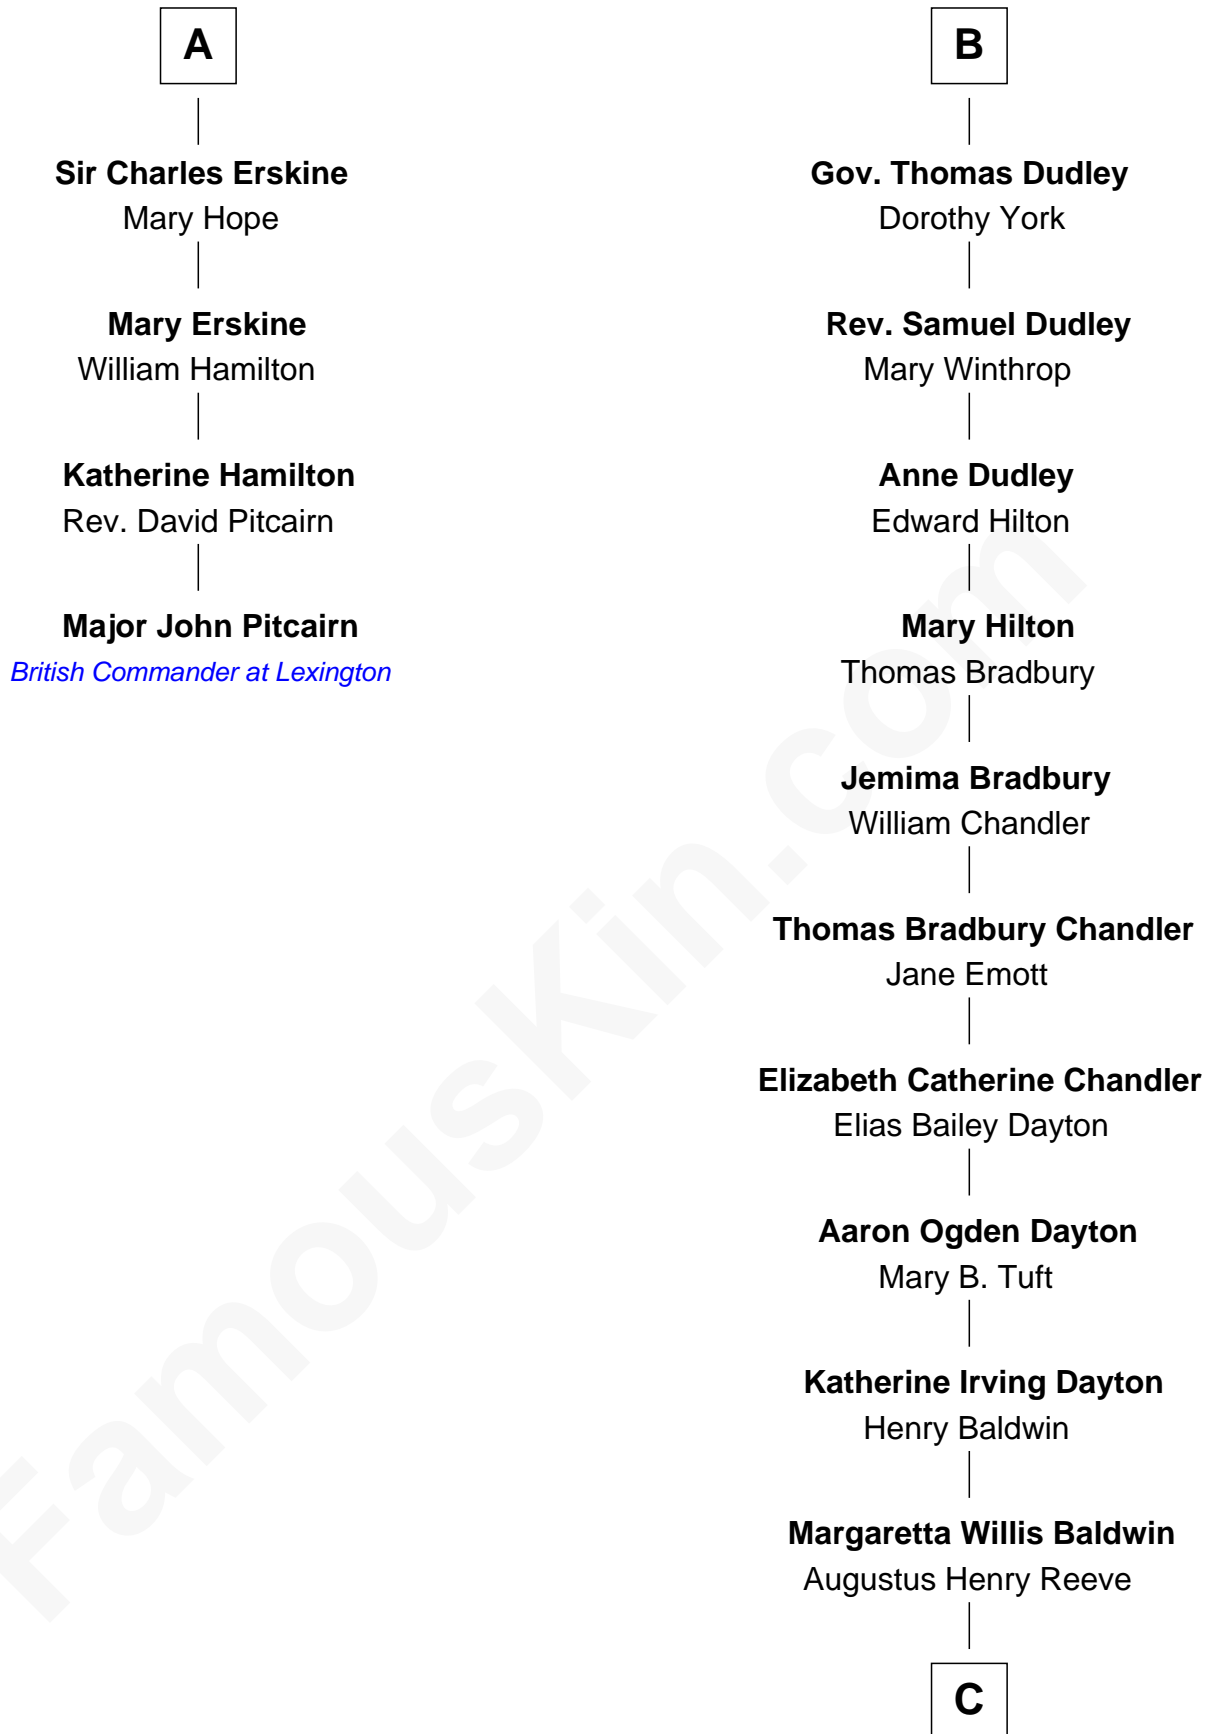 A
Sir Charles Erskine
Mary Hope
Mary Erskine
William Hamilton
Katherine Hamilton
Rev. David Pitcairn
Major John Pitcairn
British Commander at Lexington
B
Gov. Thomas Dudley
Dorothy York
Rev. Samuel Dudley
Mary Winthrop
Anne Dudley
Edward Hilton
Mary Hilton
Thomas Bradbury
Jemima Bradbury
William Chandler
Thomas Bradbury Chandler
Jane Emott
Elizabeth Catherine Chandler
Elias Bailey Dayton
Aaron Ogden Dayton
Mary B. Tuft
Katherine Irving Dayton
Henry Baldwin
Margaretta Willis Baldwin
Augustus Henry Reeve
C
FamousKin.com